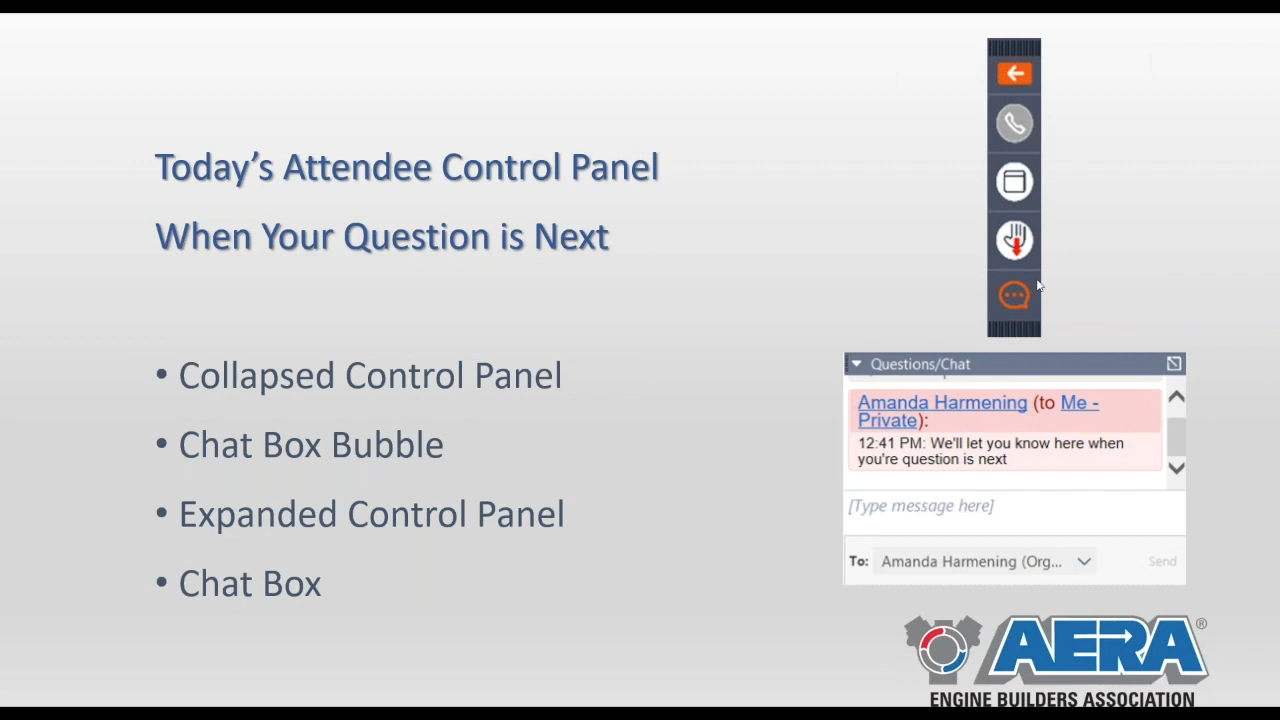 Today's Attendee Control Panel
When Your Question is Next
• Collapsed Control Panel
• Chat Box Bubble
• Expanded Control Panel
• Chat Box
Questions/Chat
Amanda Harmening (to Me -
Private):
12:41 PM: We'll let you know here when
you're question is next
[Type message here]
To: Amanda Harmening (Org... Send
AERA®
ENGINE BUILDERS ASSOCIATION